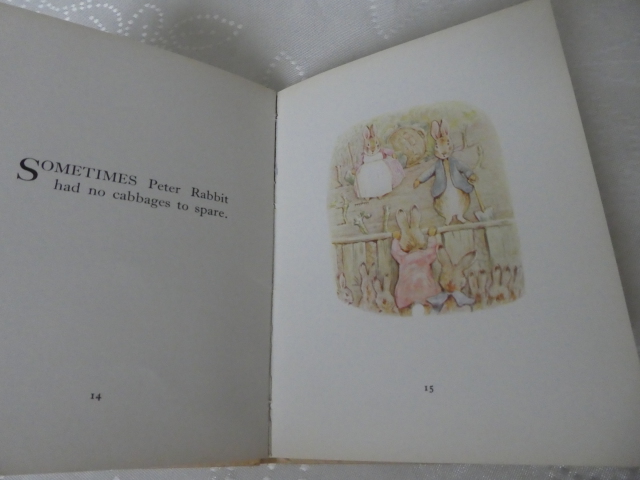 SOMETIMES Peter Rabbit
had no cabbages to spare.
14
15